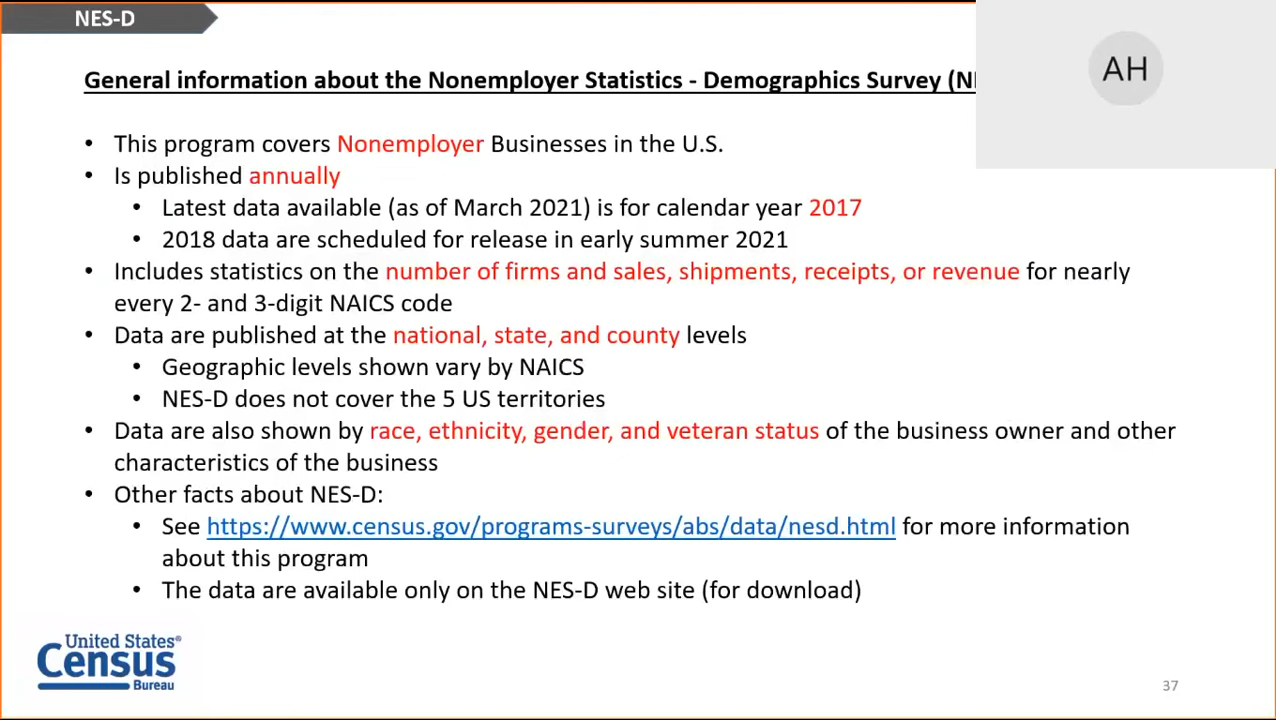 NES-D
AH
General information about the Nonemployer Statistics - Demographics Survey
• This program covers Nonemployer Businesses in the U.S.
• Is published annually
• Latest data available (as of March 2021) is for calendar year 2017
• 2018 data are scheduled for release in early summer 2021
• Includes statistics on the number of firms and sales, shipments, receipts, or revenue for nearly
every 2- and 3-digit NAICS code
• Data are published at the national, state, and county levels
• Geographic levels shown vary by NAICS
• NES-D does not cover the 5 US territories
• Data are also shown by race, ethnicity, gender, and veteran status of the business owner and other
characteristics of the business
• Other facts about NES-D:
• See https://www.census.gov/programs-surveys/abs/data/nesd.html for more information
about this program
• The data are available only on the NES-D web site (for download)
United States®
Census
Bureau
37